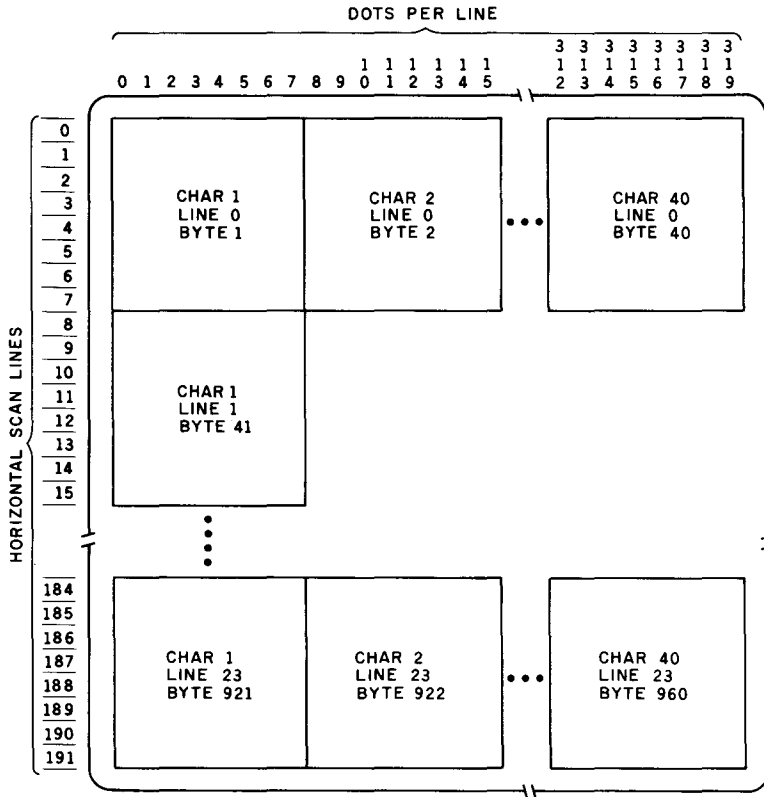 DOTS PER LINE
0 1 2 3 4 5 6 7 8 9 10 11 12 13 14 15 312 313 314 315 316 317 318 319
HORIZONTAL SCAN LINES
0
1
2
3
4
5
6
7
8
9
10
11
12
13
14
15
184
185
186
187
188
189
190
191
CHAR 1
LINE 0
BYTE 1
CHAR 2
LINE 0
BYTE 2
CHAR 40
LINE 0
BYTE 40
CHAR 1
LINE 1
BYTE 41
CHAR 1
LINE 23
BYTE 921
CHAR 2
LINE 23
BYTE 922
CHAR 40
LINE 23
BYTE 960